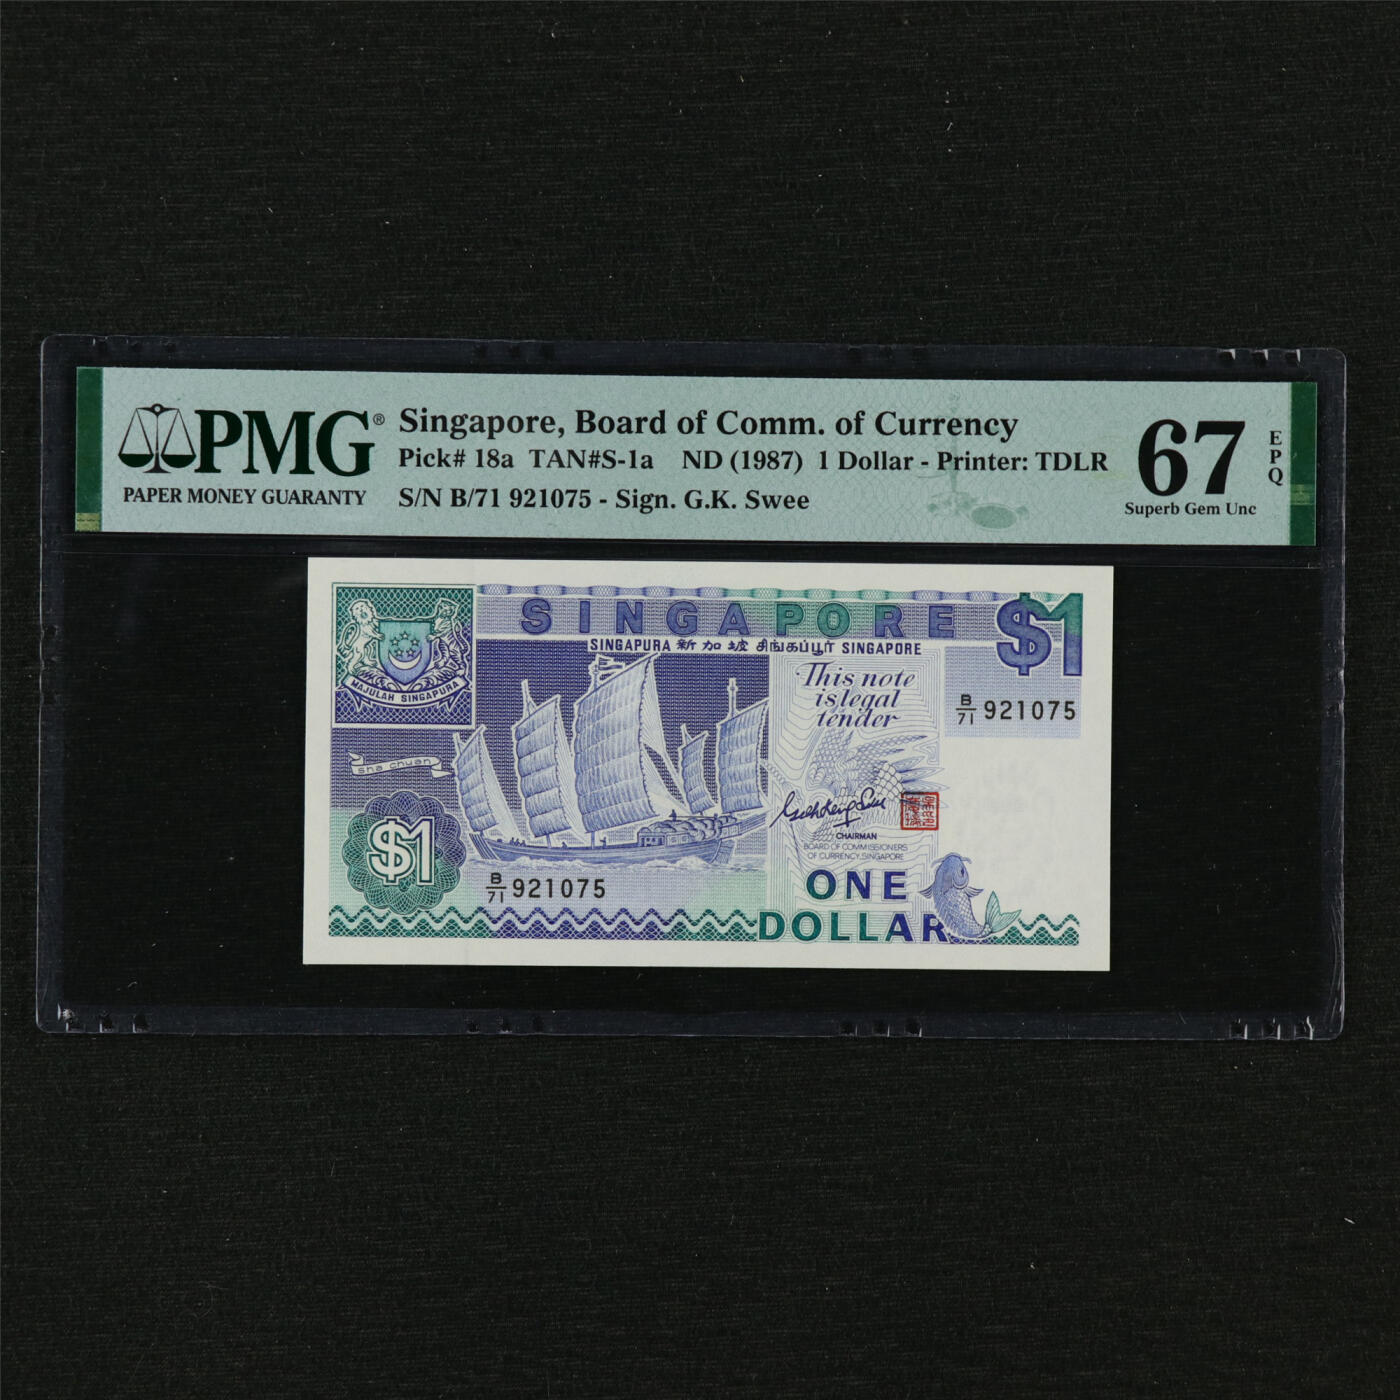 PMG®
PAPER MONEY GUARANTY
Singapore, Board of Comm. of Currency
Pick# 18a TAN#S-1a ND (1987) 1 Dollar - Printer: TDLR
S/N B/71 921075 - Sign. G.K. Swee
67
EPQ
Superb Gem Unc
SINGAPORE
$1
SINGAPURA 新加坡 சிங்கப்பூர் SINGAPORE
MAJULAH SINGAPURA
This note
is legal
tender
B/71 921075
sha chuan
CHAIRMAN
BOARD OF COMMISSIONERS
OF CURRENCY, SINGAPORE
$1
B/71 921075
ONE
DOLLAR